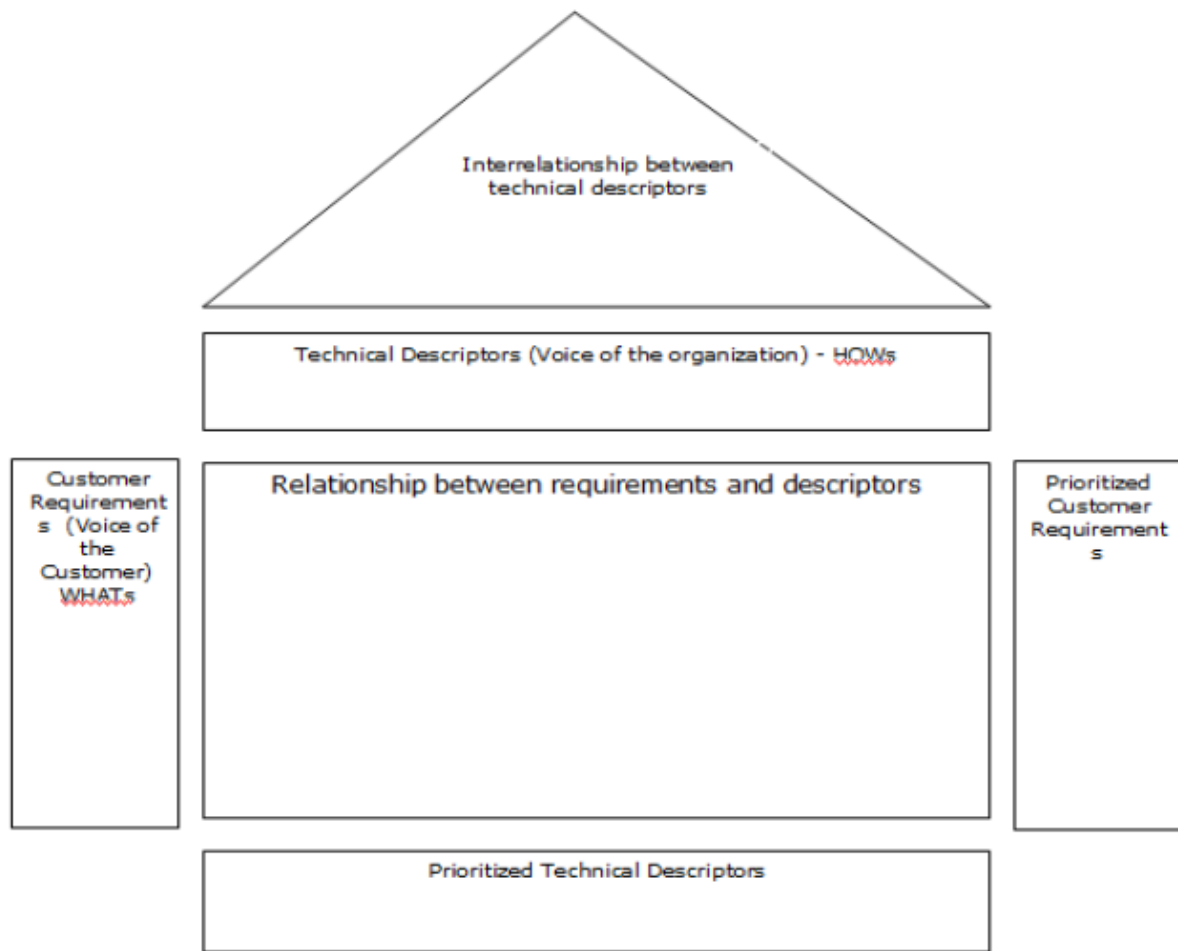 Interrelationship between
technical descriptors
Technical Descriptors (Voice of the organization) - HOWs
Customer
Requirement
s (Voice of
the
Customer)
WHATs
Relationship between requirements and descriptors
Prioritized
Customer
Requirement
s
Prioritized Technical Descriptors